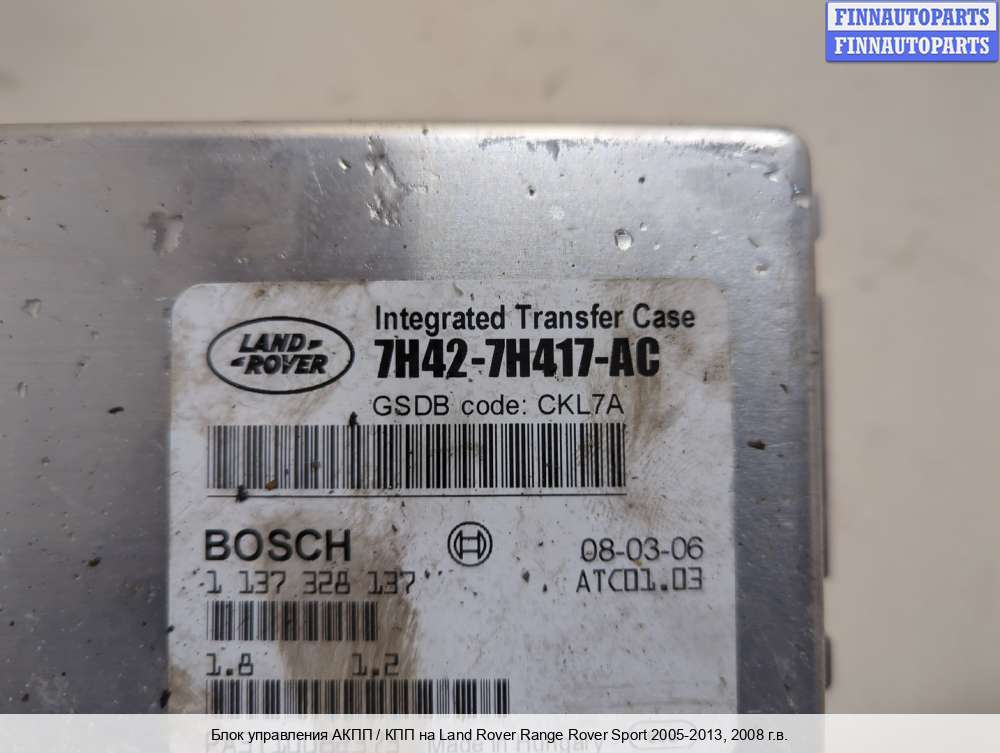 FINNAUTOPARTS
FINNAUTOPARTS
Integrated Transfer Case
LAND-
-ROVER
7H42-7H417-AC
GSDB code: CKL7A
BOSCH 08-03-06
1 137 328 137 ATC01.03
1.8 1.2
Made in Hungary
Блок управления АКПП / КПП на Land Rover Range Rover Sport 2005-2013, 2008 г.в.